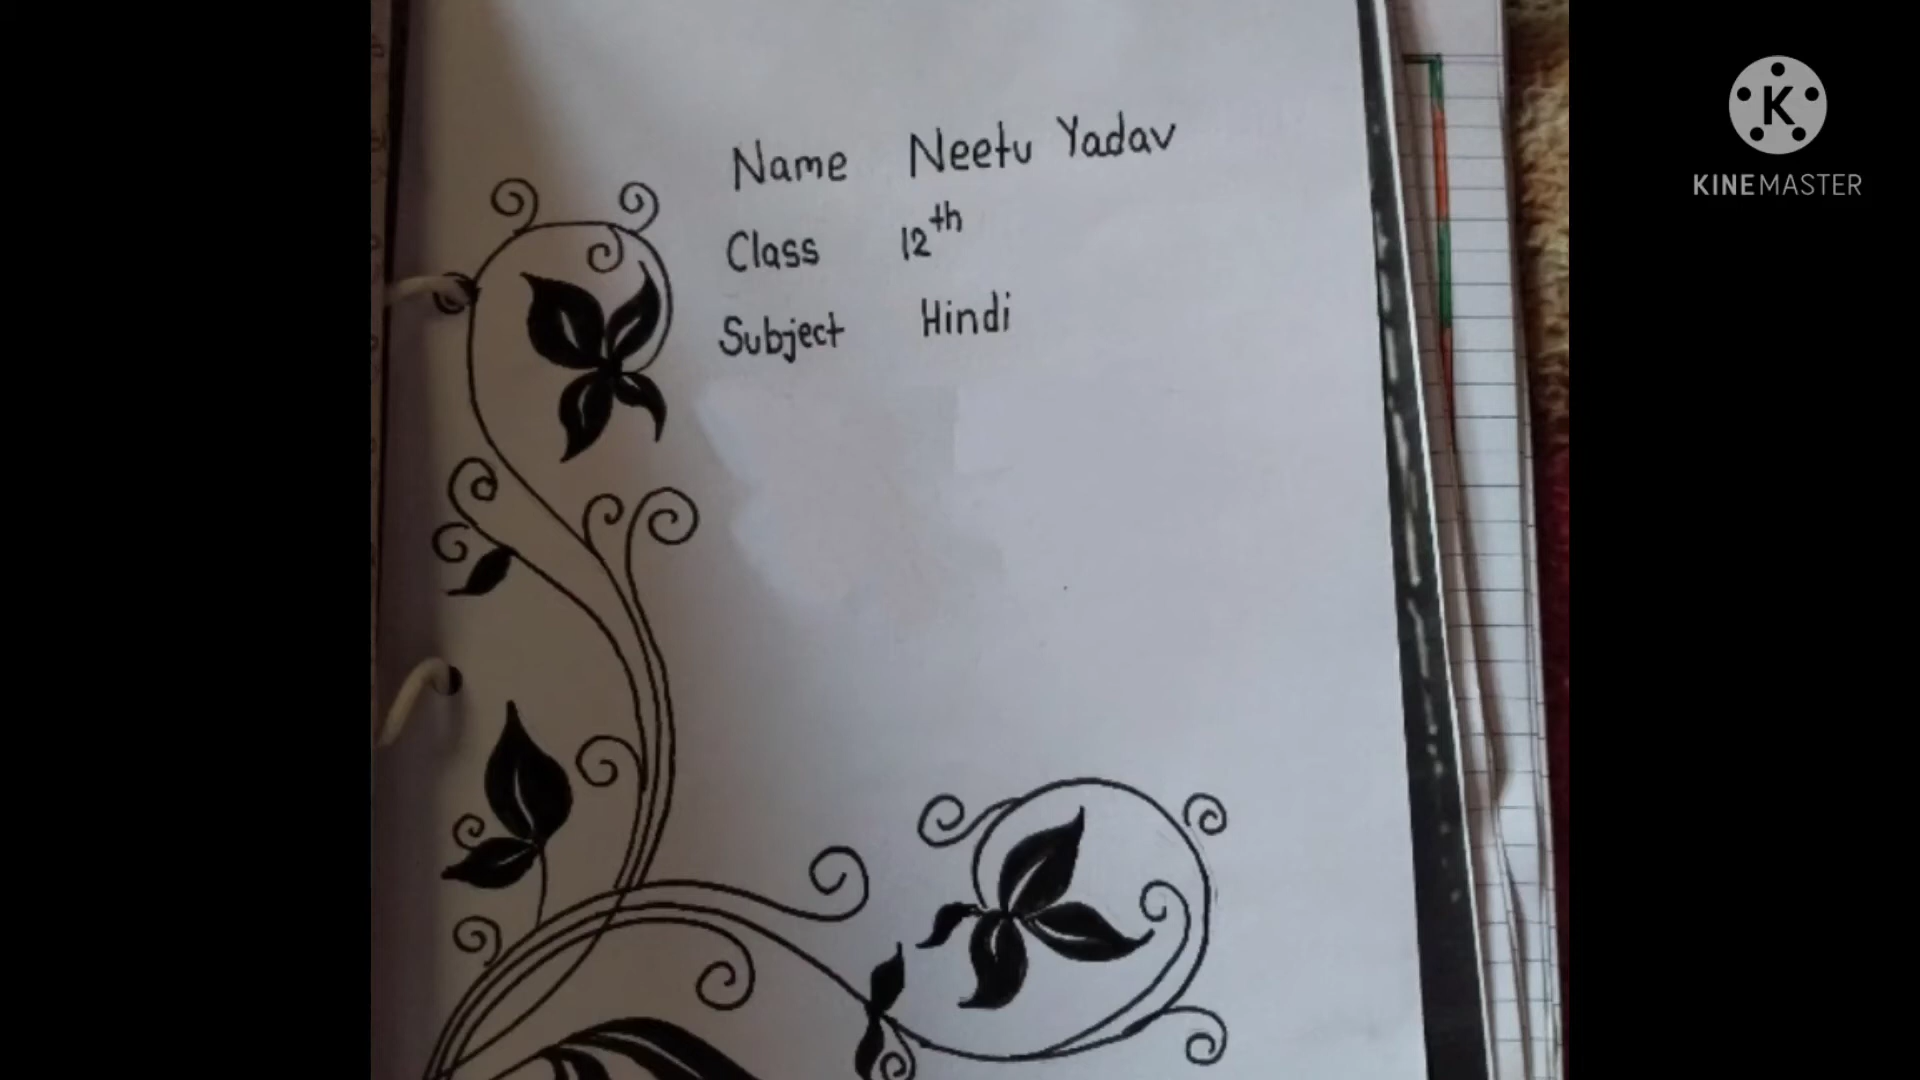 Name Neetu Yadav
Class 12th
Subject Hindi
K
KINEMASTER